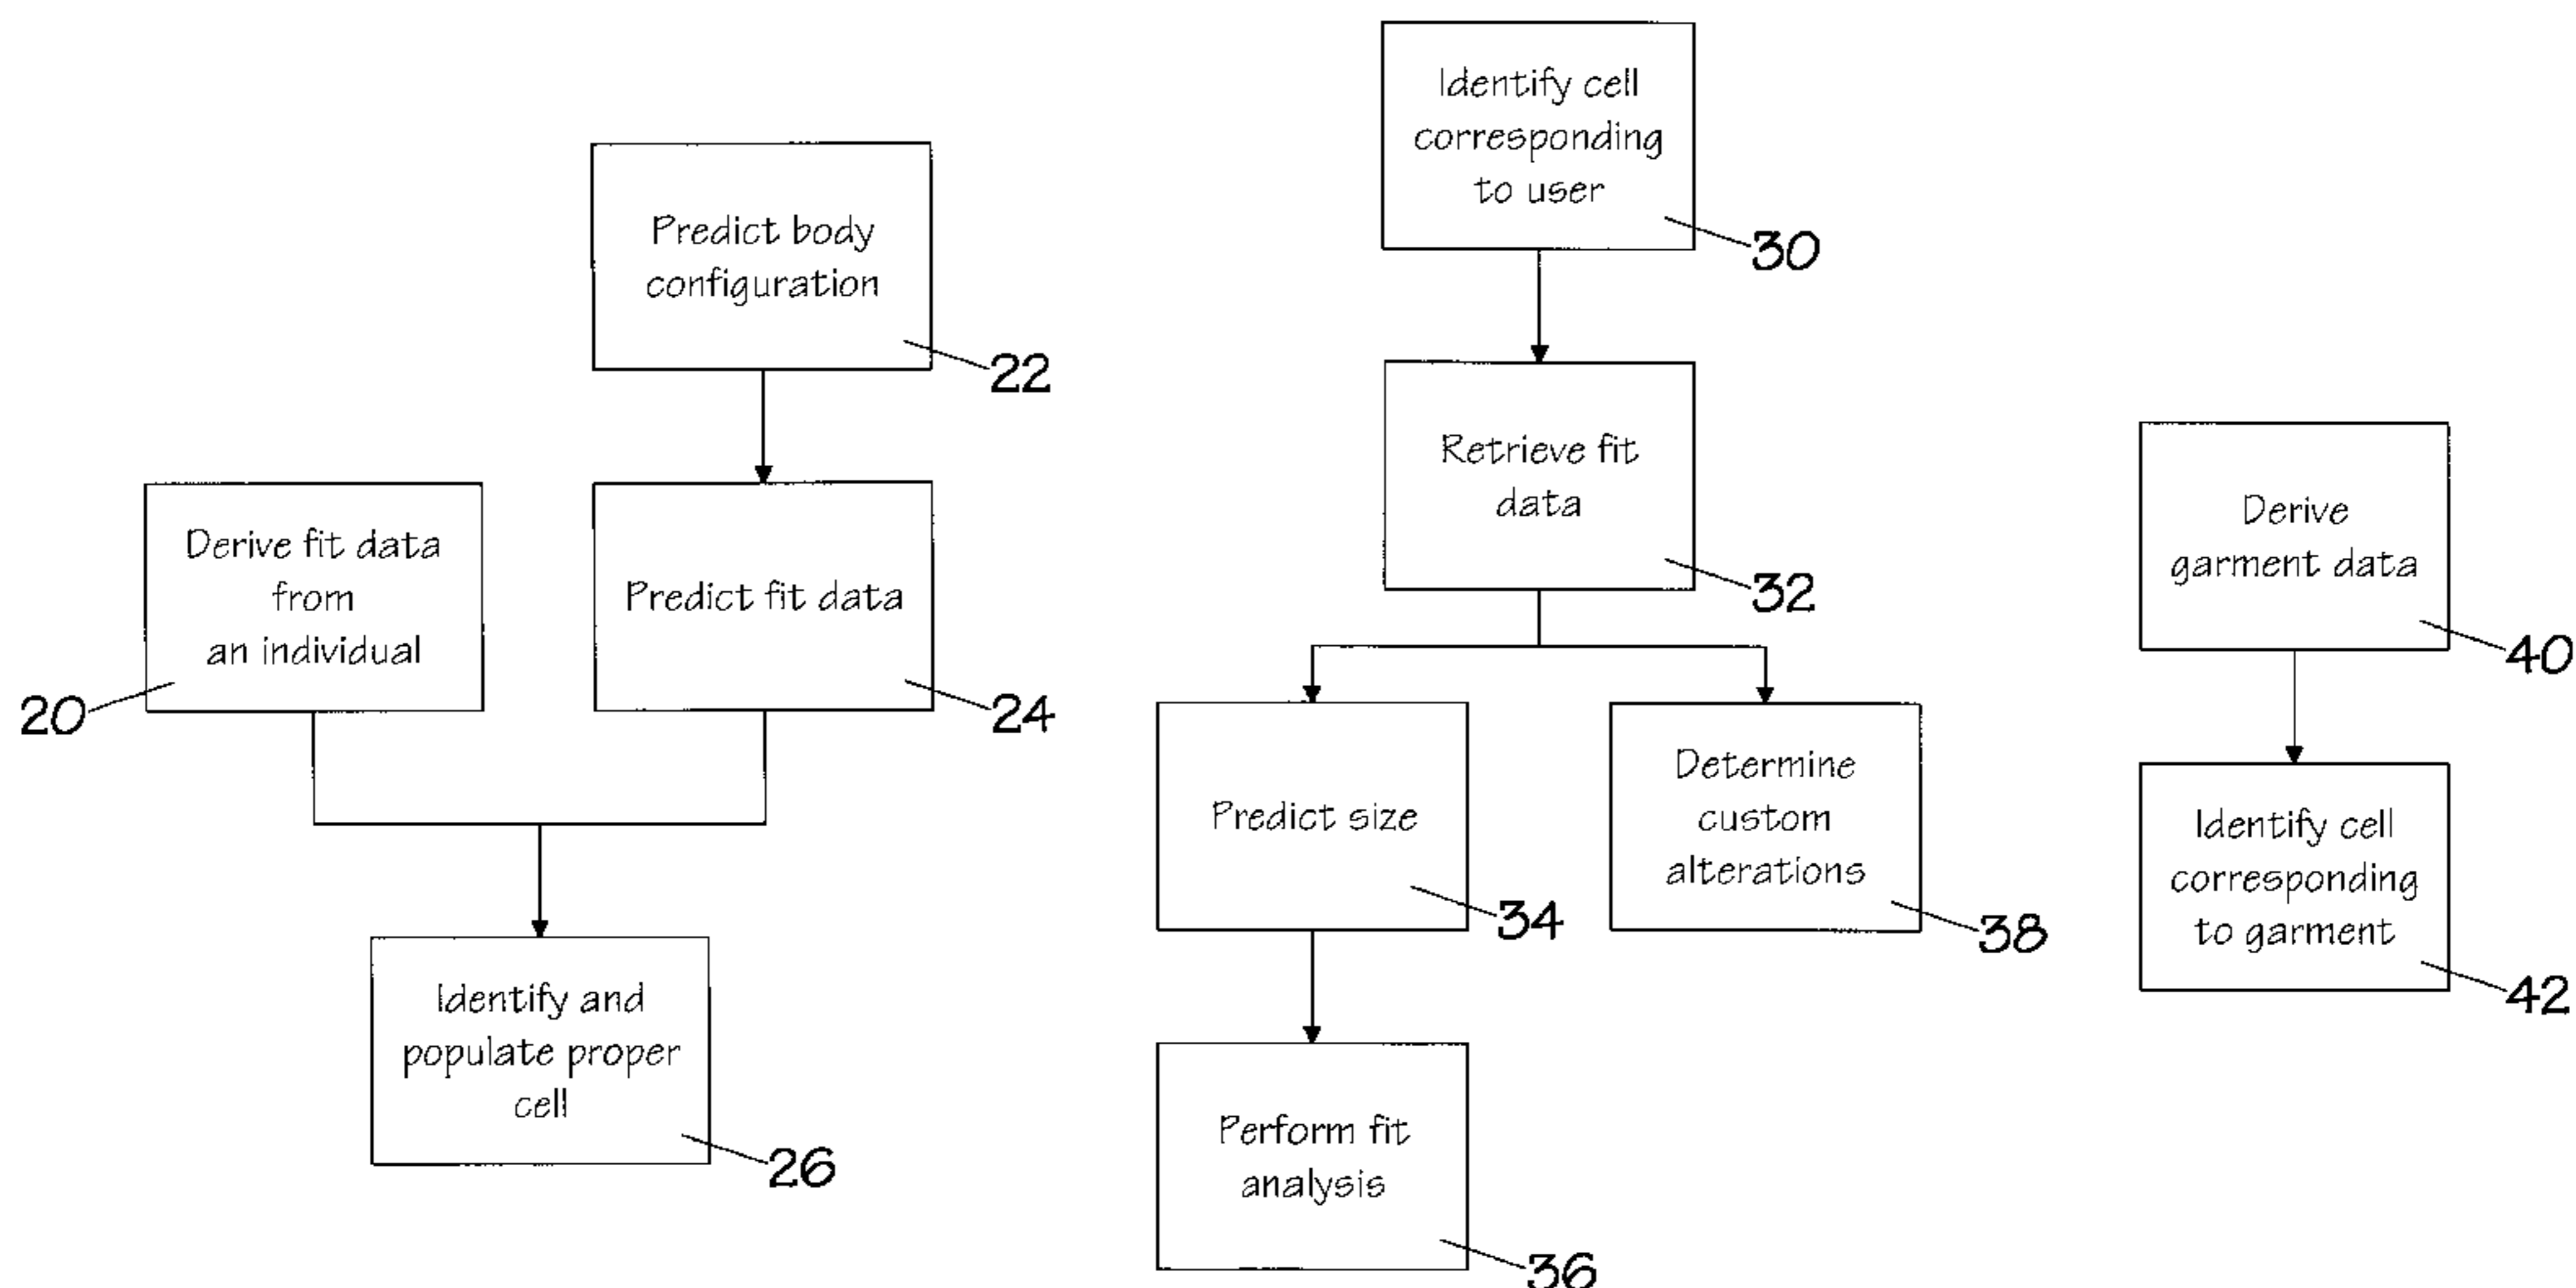 Predict body
configuration
22
Derive fit data
from
an individual
20
Predict fit data
24
Identify and
populate proper
cell
26
Identify cell
corresponding
to user
30
Retrieve fit
data
32
Predict size
34
Determine
custom
alterations
38
Perform fit
analysis
36
Derive
garment data
40
Identify cell
corresponding
to garment
42